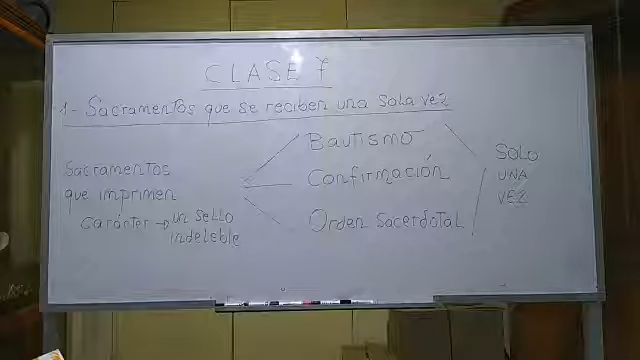 CLASE 7
1- Sacramentos que se reciben una sola vez
Sacramentos
que imprimen
Carácter → un sello
indeleble
Bautismo
Confirmación
Orden Sacerdotal
SOLO
UNA
VEZ